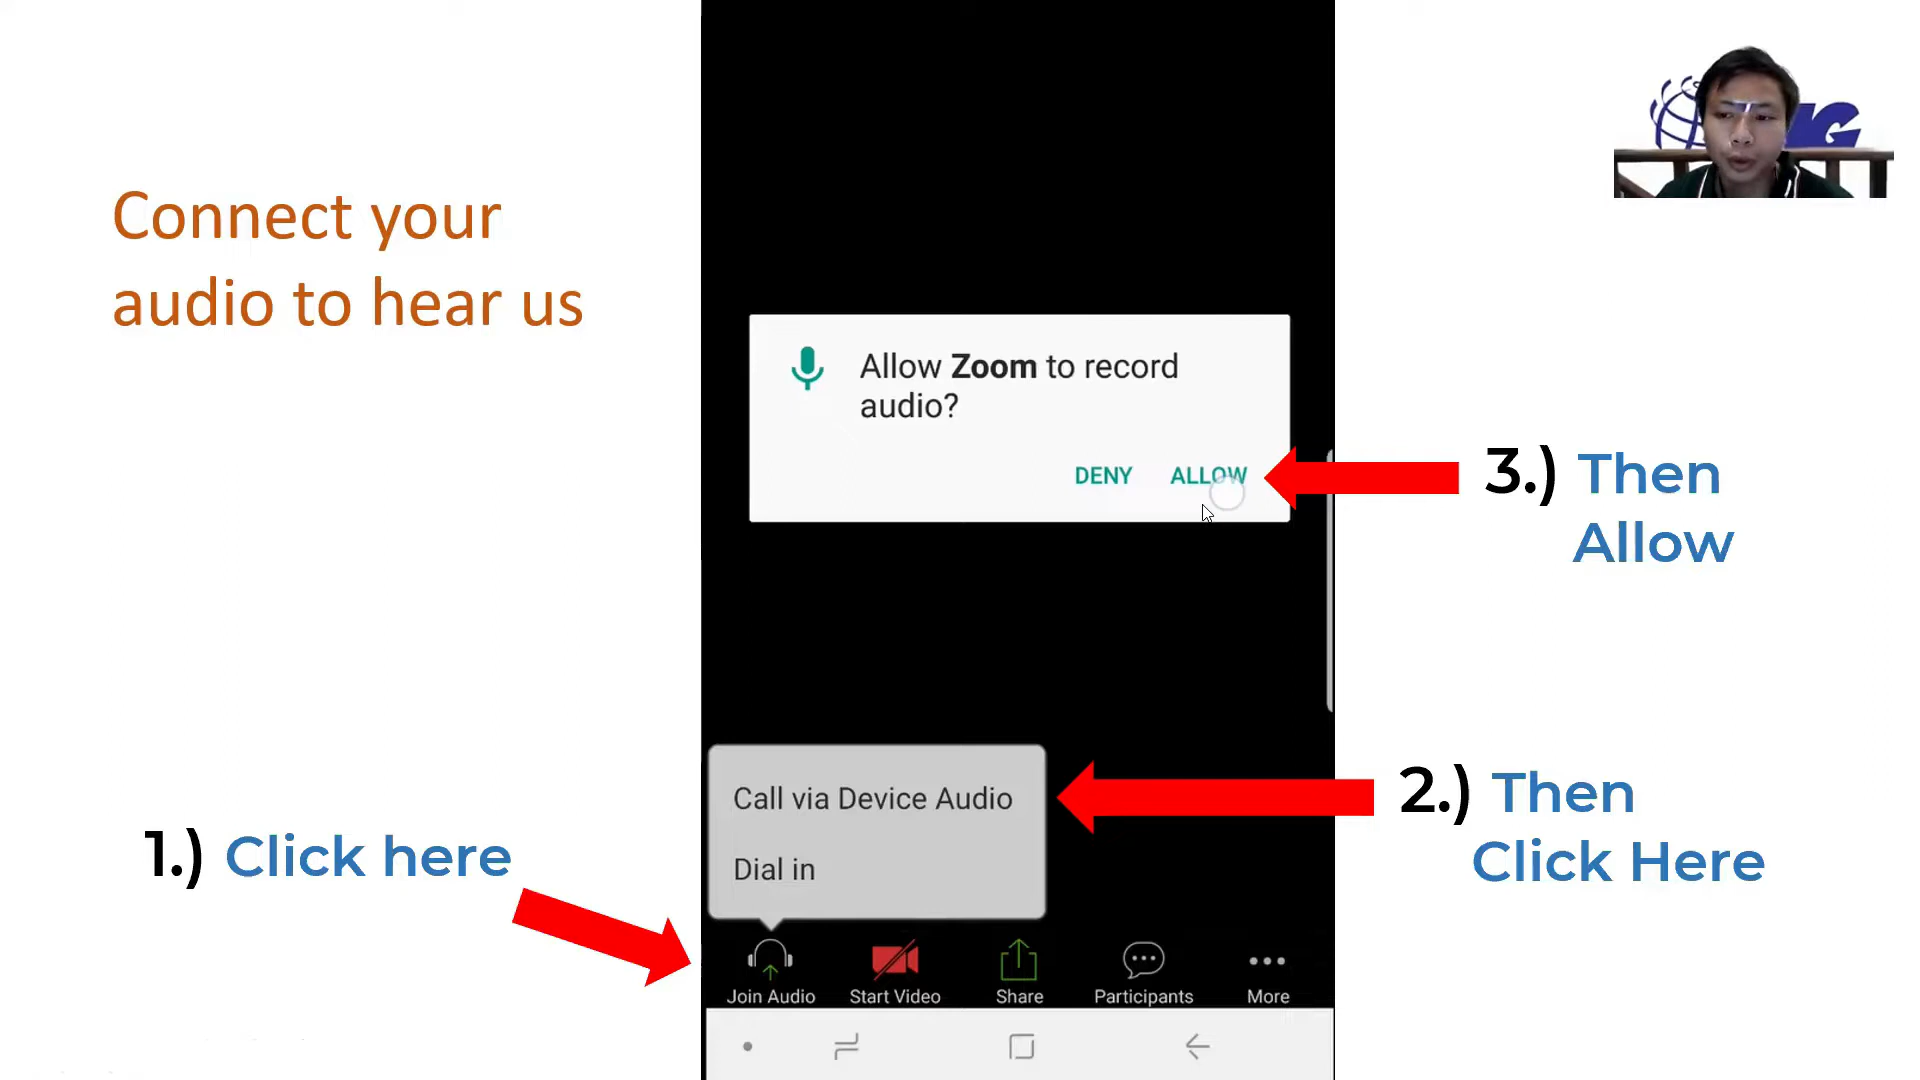 Connect your
audio to hear us
Allow Zoom to record
audio?
DENY ALLOW
3.) Then
Allow
Call via Device Audio
Dial in
2.) Then
Click Here
1.) Click here
Join Audio
Start Video
Share
Participants
More